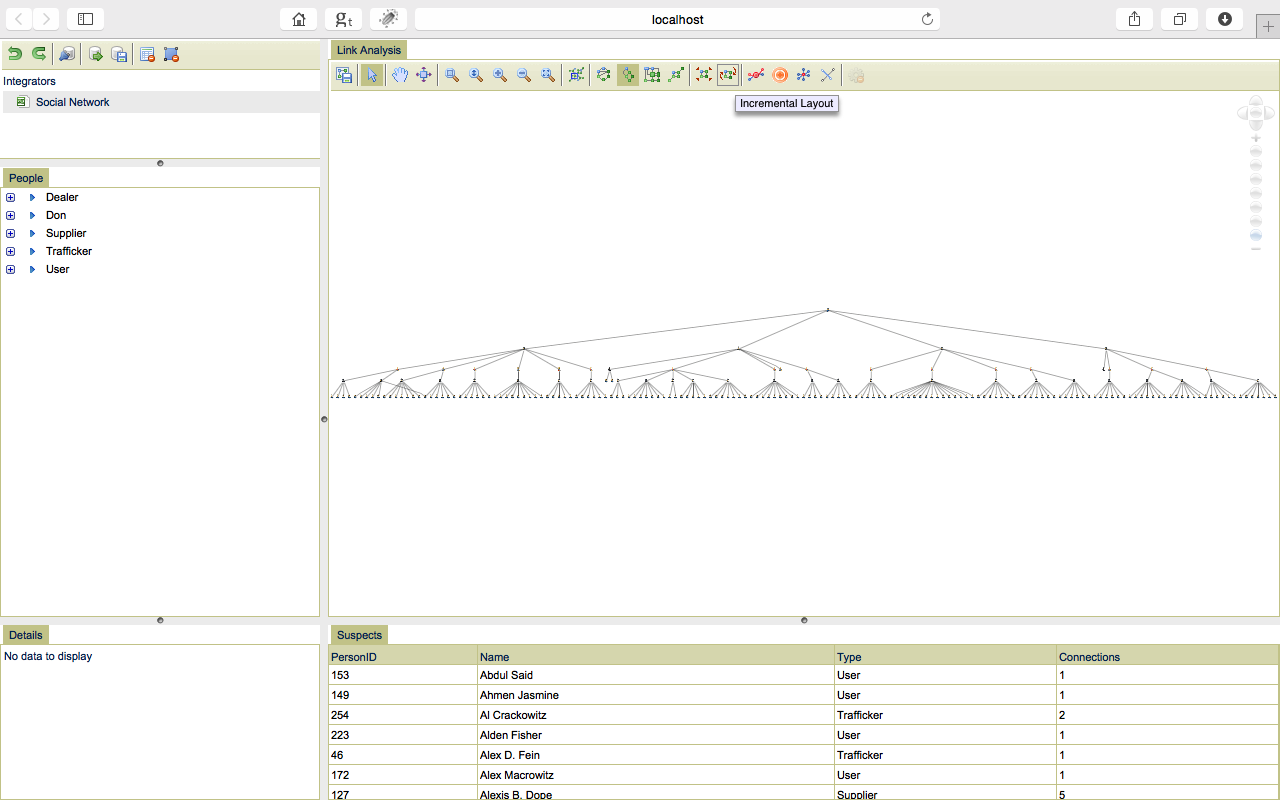 localhost
gt
Link Analysis
Integrators
Social Network
Incremental Layout
People
Dealer
Don
Supplier
Trafficker
User
Details
No data to display
Suspects
PersonID Name Type Connections
153 Abdul Said User 1
149 Ahmen Jasmine User 1
254 Al Crackowitz Trafficker 2
223 Alden Fisher User 1
46 Alex D. Fein Trafficker 1
172 Alex Macrowitz User 1
127 Alexis B. Dope Supplier 5